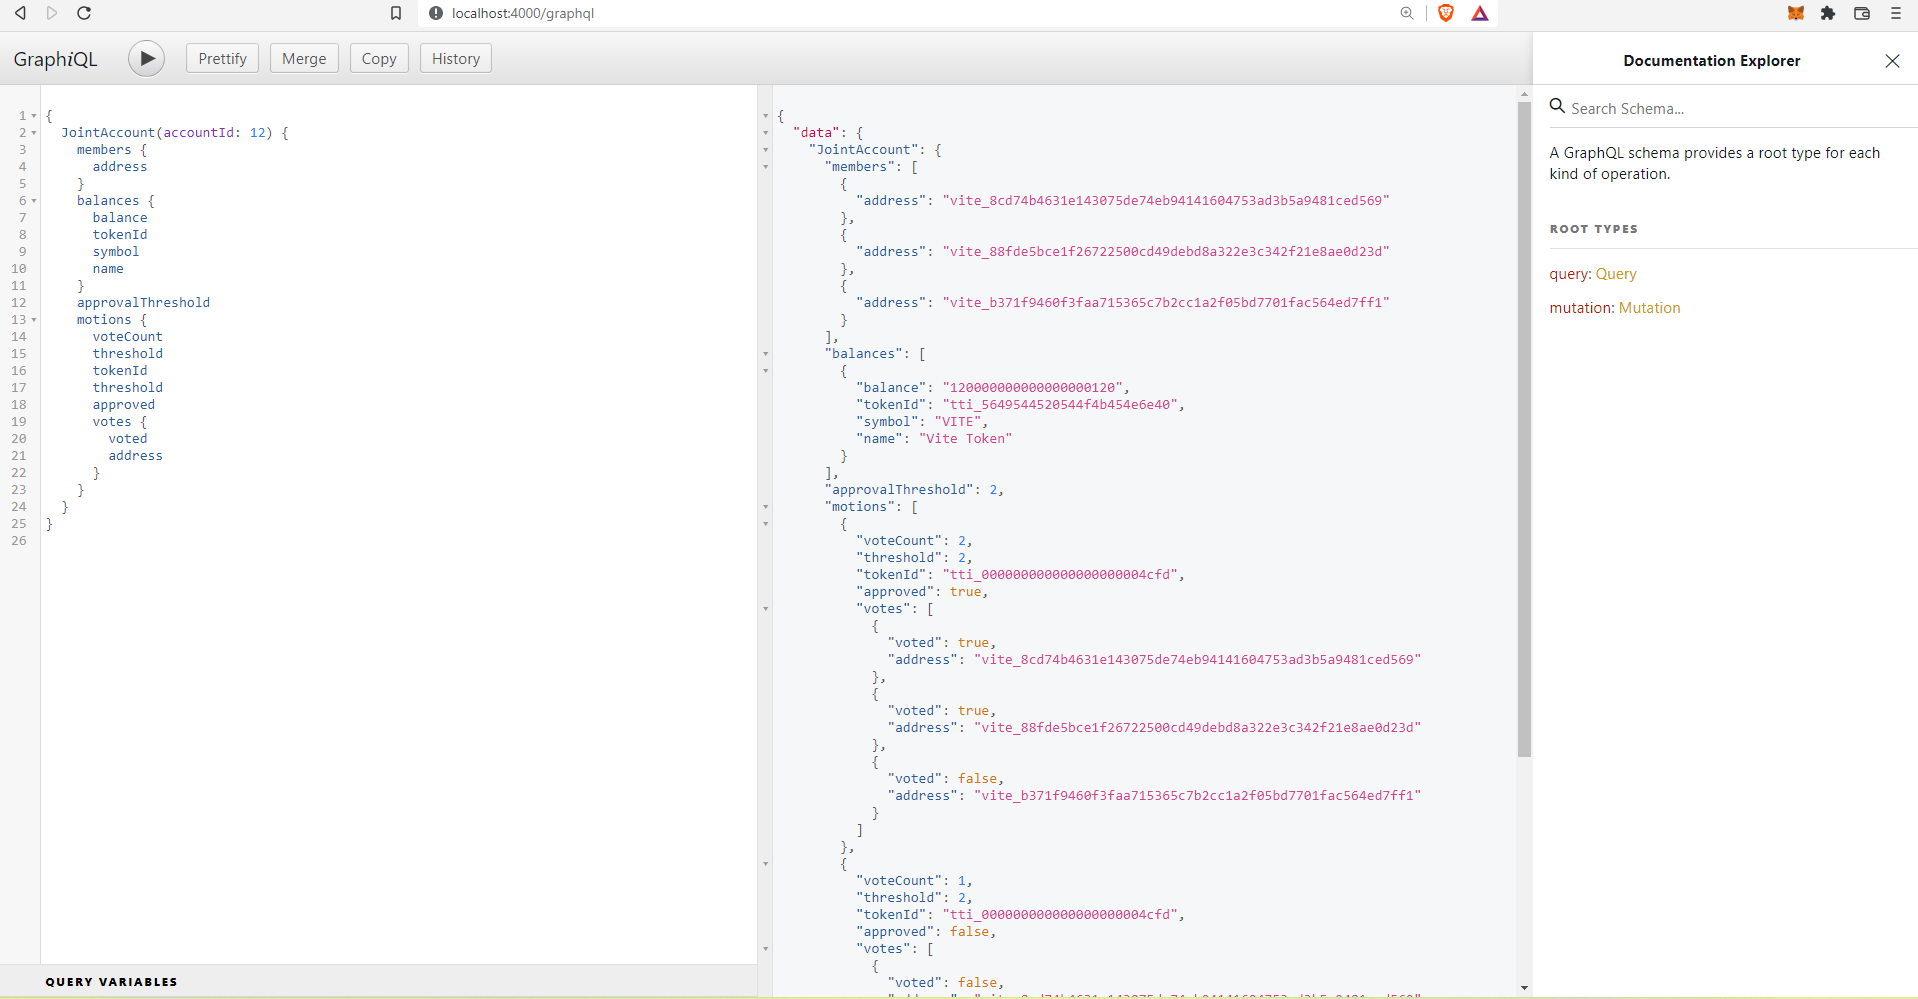 localhost:4000/graphql
GraphiQL
Prettify
Merge
Copy
History
1 {
2 JointAccount(accountId: 12) {
3 members {
4 address
5 }
6 balances {
7 balance
8 tokenId
9 symbol
10 name
11 }
12 approvalThreshold
13 motions {
14 voteCount
15 threshold
16 tokenId
17 threshold
18 approved
19 votes {
20 voted
21 address
22 }
23 }
24 }
25 }
26
QUERY VARIABLES
{
"data": {
"JointAccount": {
"members": [
{
"address": "vite_8cd74b4631e143075de74eb94141604753ad3b5a9481ced569"
},
{
"address": "vite_88fde5bce1f26722500cd49debd8a322e3c342f21e8ae0d23d"
},
{
"address": "vite_b371f9460f3faa715365c7b2cc1a2f05bd7701fac564ed7ff1"
}
],
"balances": [
{
"balance": "120000000000000000120",
"tokenId": "tti_5649544520544f4b454e6e40",
"symbol": "VITE",
"name": "Vite Token"
}
],
"approvalThreshold": 2,
"motions": [
{
"voteCount": 2,
"threshold": 2,
"tokenId": "tti_000000000000000000004cfd",
"approved": true,
"votes": [
{
"voted": true,
"address": "vite_8cd74b4631e143075de74eb94141604753ad3b5a9481ced569"
},
{
"voted": true,
"address": "vite_88fde5bce1f26722500cd49debd8a322e3c342f21e8ae0d23d"
},
{
"voted": false,
"address": "vite_b371f9460f3faa715365c7b2cc1a2f05bd7701fac564ed7ff1"
}
]
},
{
"voteCount": 1,
"threshold": 2,
"tokenId": "tti_000000000000000000004cfd",
"approved": false,
"votes": [
{
"voted": false,
Documentation Explorer
Search Schema...
A GraphQL schema provides a root type for each
kind of operation.
ROOT TYPES
query: Query
mutation: Mutation